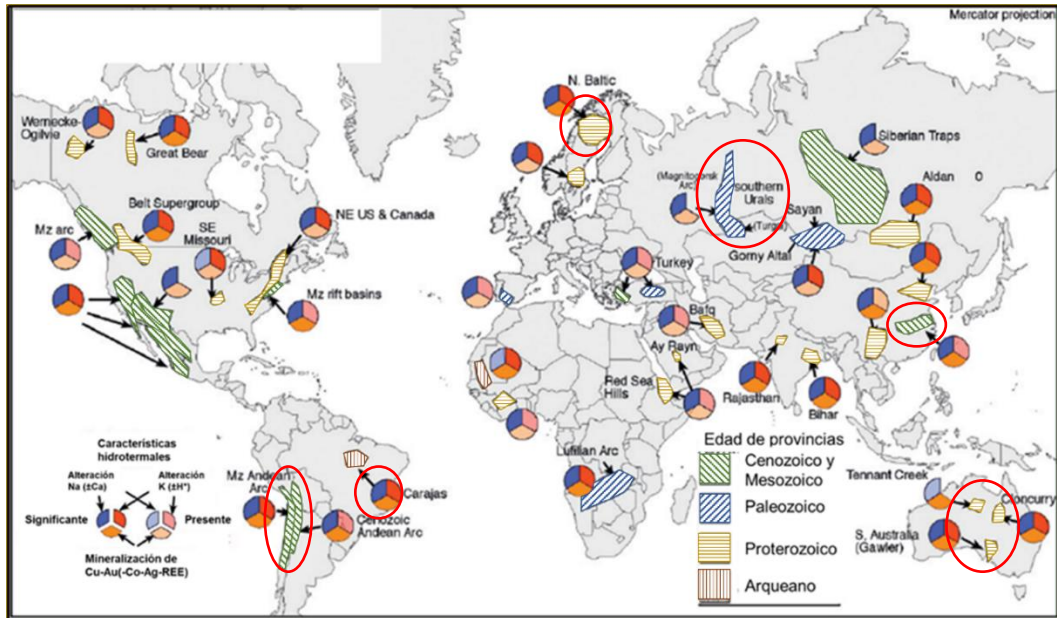 Mercator projection
N. Baltic
Wernecke-
Ogilvie
Great Bear
Siberian Traps
(Magnitogorsk
Arc)
southern
Urals
Aldan
O
Belt Supergroup
NE US & Canada
Mz arc
SE
Missouri
Sayan
(Turgai)
Gorny Altai
Turkey
Mz rift basins
Bafq
Ay Rayn
Red Sea
Hills
Rajasthan
Bihar
Edad de provincias
Cenozoico y
Mesozoico
Paleozoico
Proterozoico
Arqueano
Lufilian Arc
Tennant Creek
Cloncurry
S. Australia
(Gawler)
Características
hidrotermales
Alteración
Na (±Ca)
Alteración
K (±H⁺)
Significante
Presente
Mineralización de
Cu-Au(-Co-Ag-REE)
Mz Andean
Arc
Carajas
Cenozoic
Andean Arc